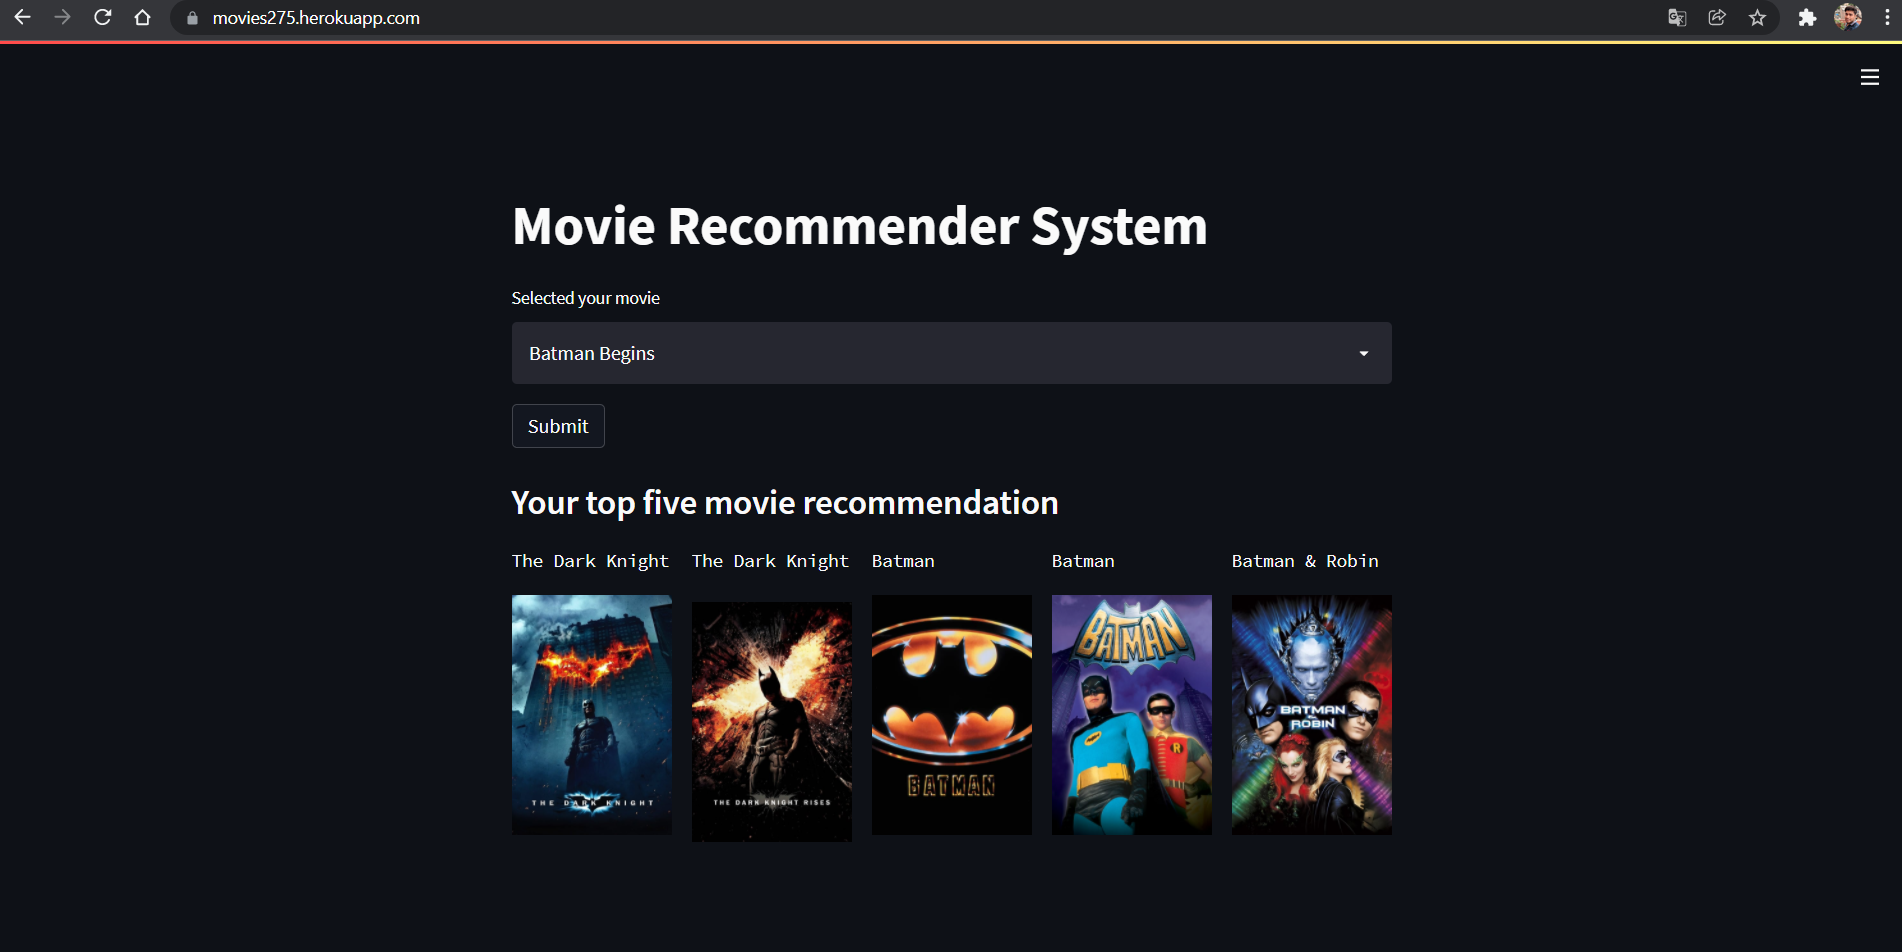 movies275.herokuapp.com
Movie Recommender System
Selected your movie
Batman Begins
Submit
Your top five movie recommendation
The Dark Knight The Dark Knight Batman Batman Batman & Robin
BATMAN
BATMAN
ROBIN
R
THE DARK KNIGHT
THE DARK KNIGHT RISES
BATMAN